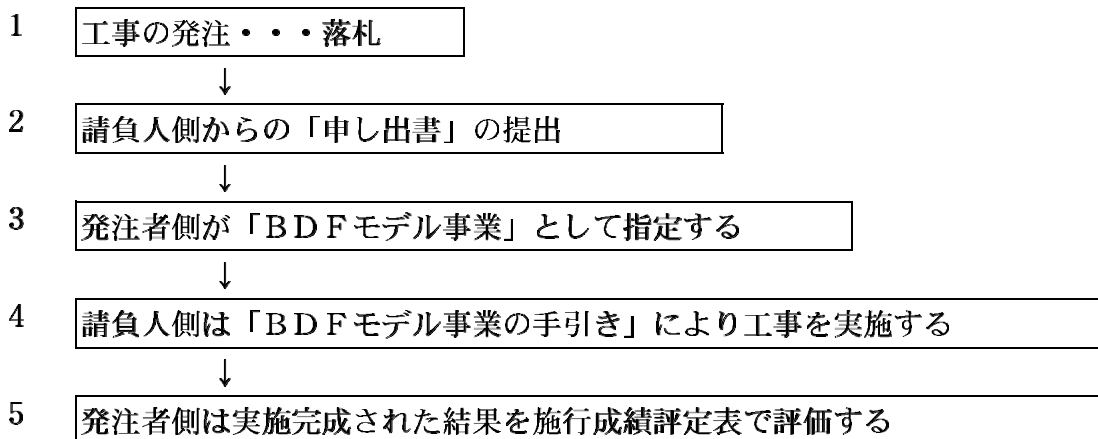 1 工事の発注・・・落札
↓
2 請負人側からの「申し出書」の提出
↓
3 発注者側が「ＢＤＦモデル事業」として指定する
↓
4 請負人側は「ＢＤＦモデル事業の手引き」により工事を実施する
↓
5 発注者側は実施完成された結果を施行成績評定表で評価する